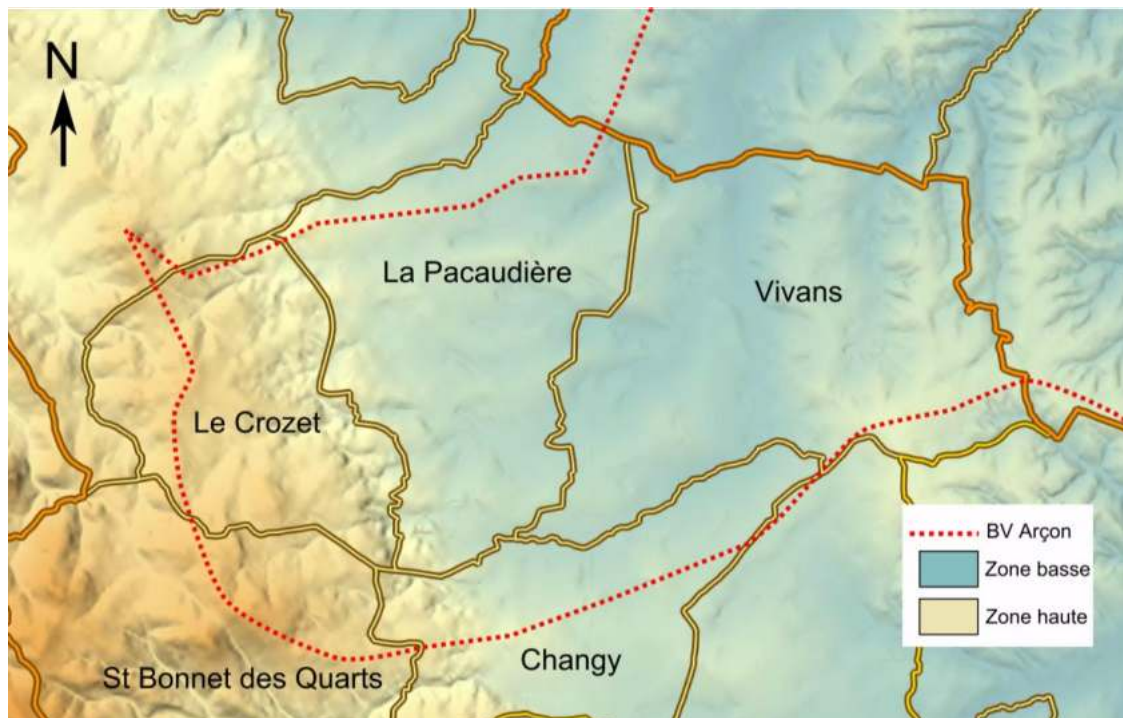 N
La Pacaudière
Vivans
Le Crozet
BV Arçon
Zone basse
Zone haute
Changy
St Bonnet des Quarts